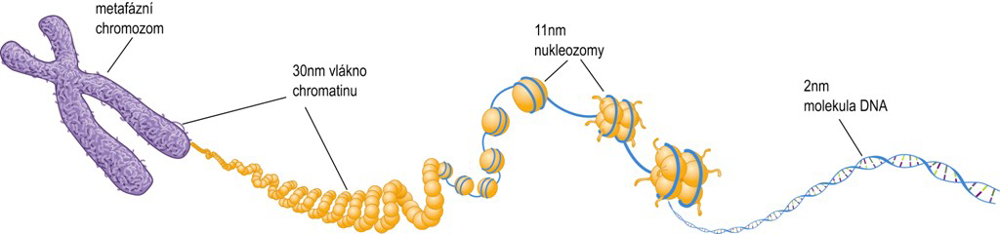 metafázní
chromozom
30nm vlákno
chromatinu
11nm
nukleozomy
2nm
molekula DNA